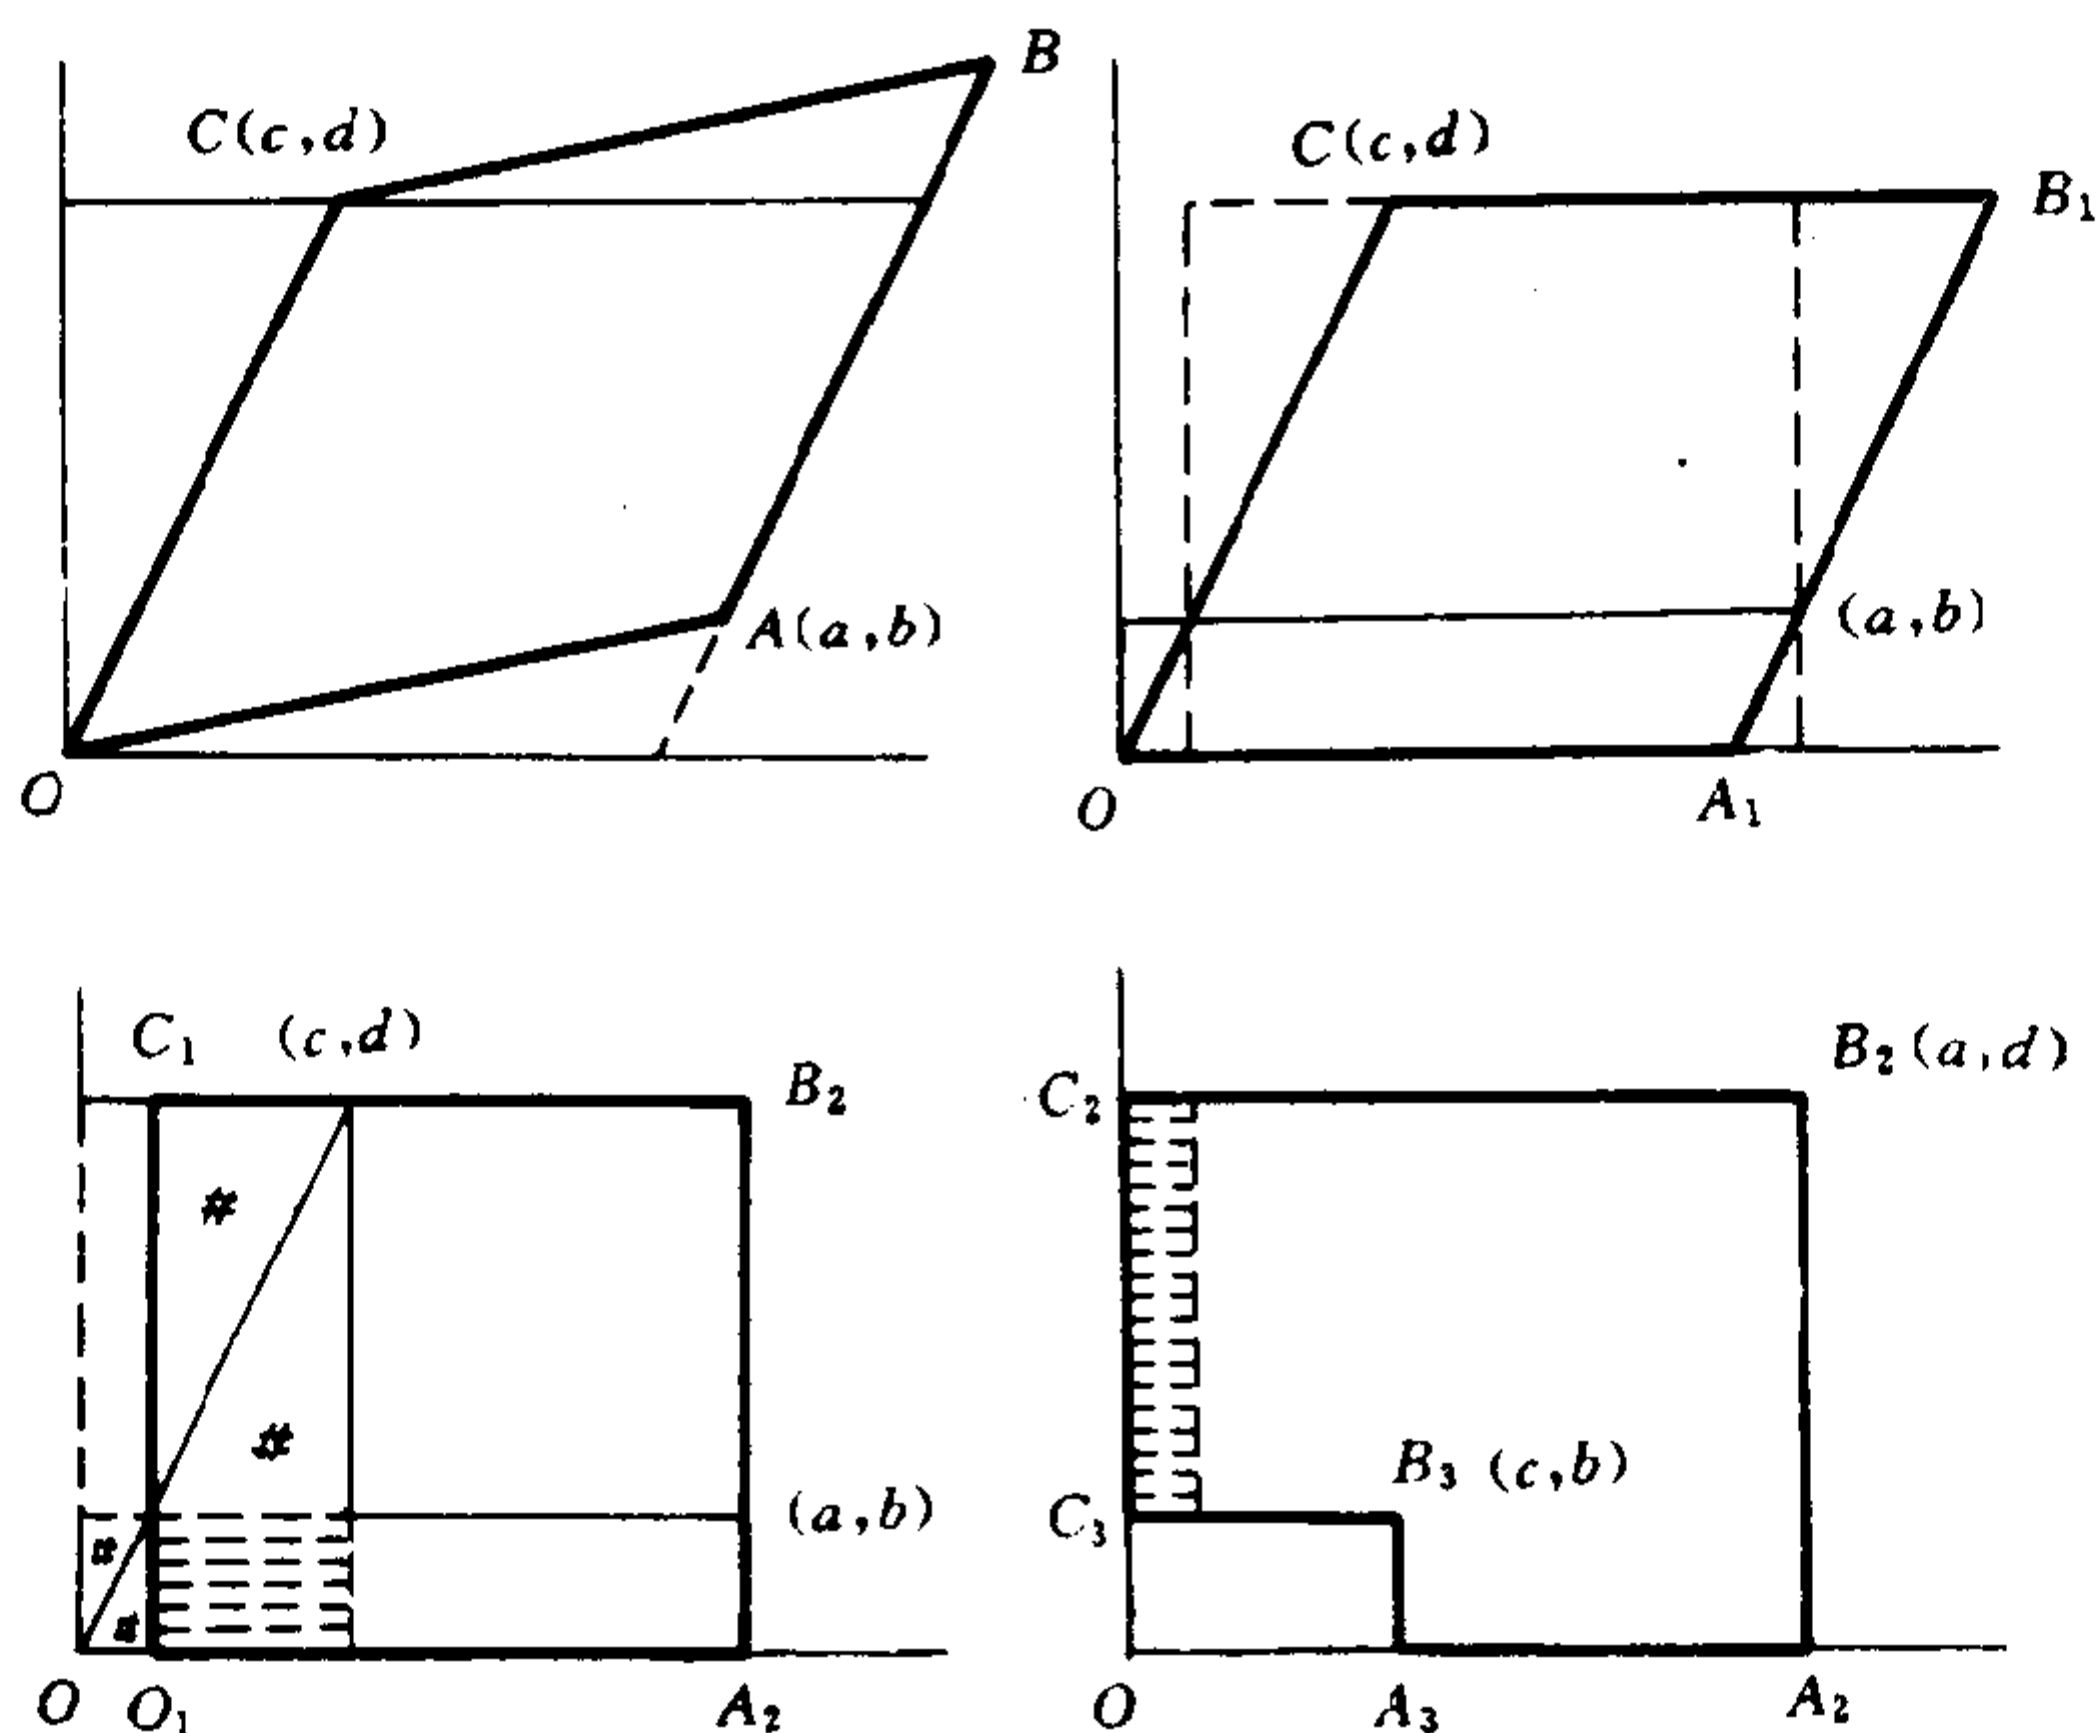 B
C(c,d)
A(a,b)
O
C(c,d)
B₁
(a,b)
O
A₁
C₁ (c,d)
B₂
#
#
(a,b)
#
#
O O₁ A₂
B₂(a,d)
C₂
B₃ (c,b)
C₃
O A₃ A₂